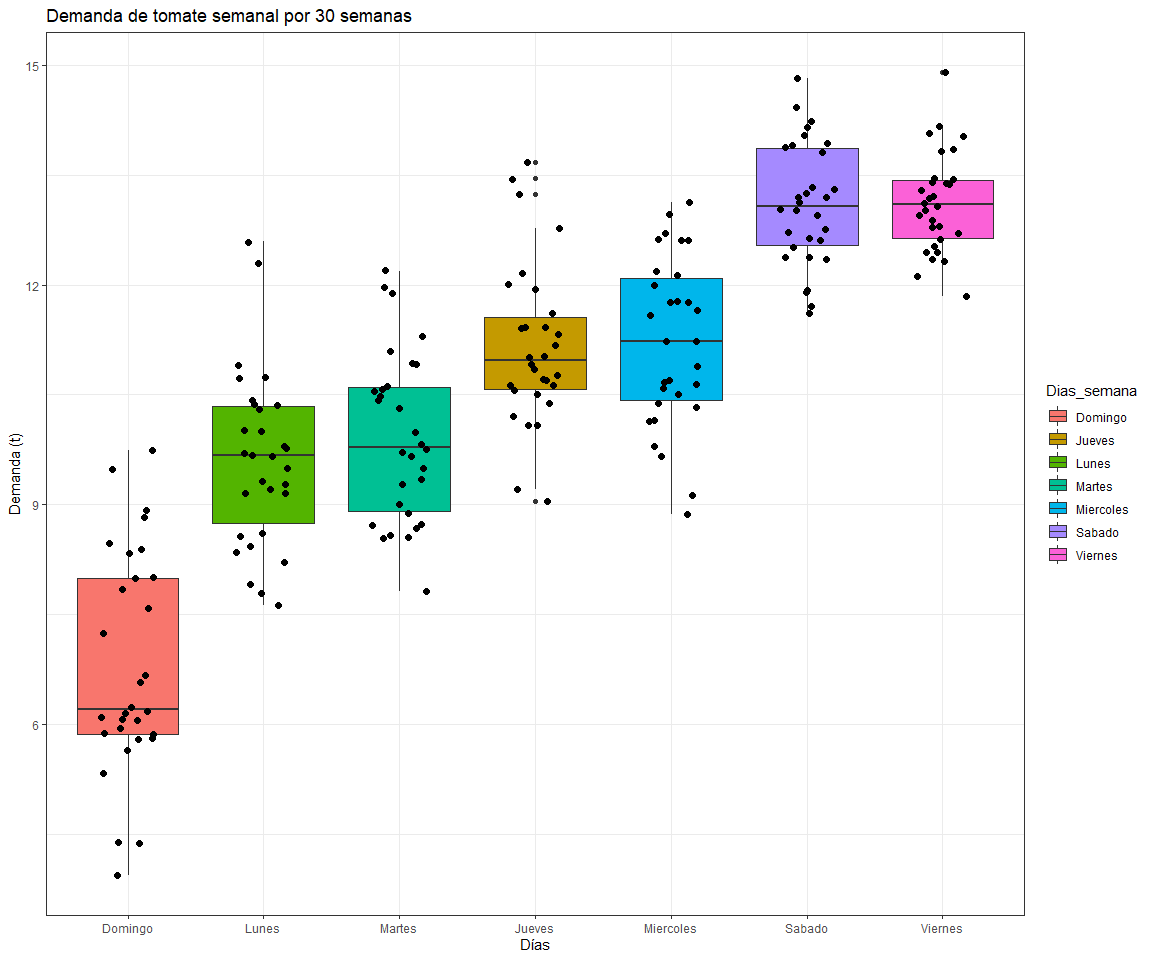 Demanda de tomate semanal por 30 semanas
15
12
9
6
Demanda (t)
Domingo
Lunes
Martes
Jueves
Miercoles
Sabado
Viernes
Días
Dias_semana
Domingo
Jueves
Lunes
Martes
Miercoles
Sabado
Viernes